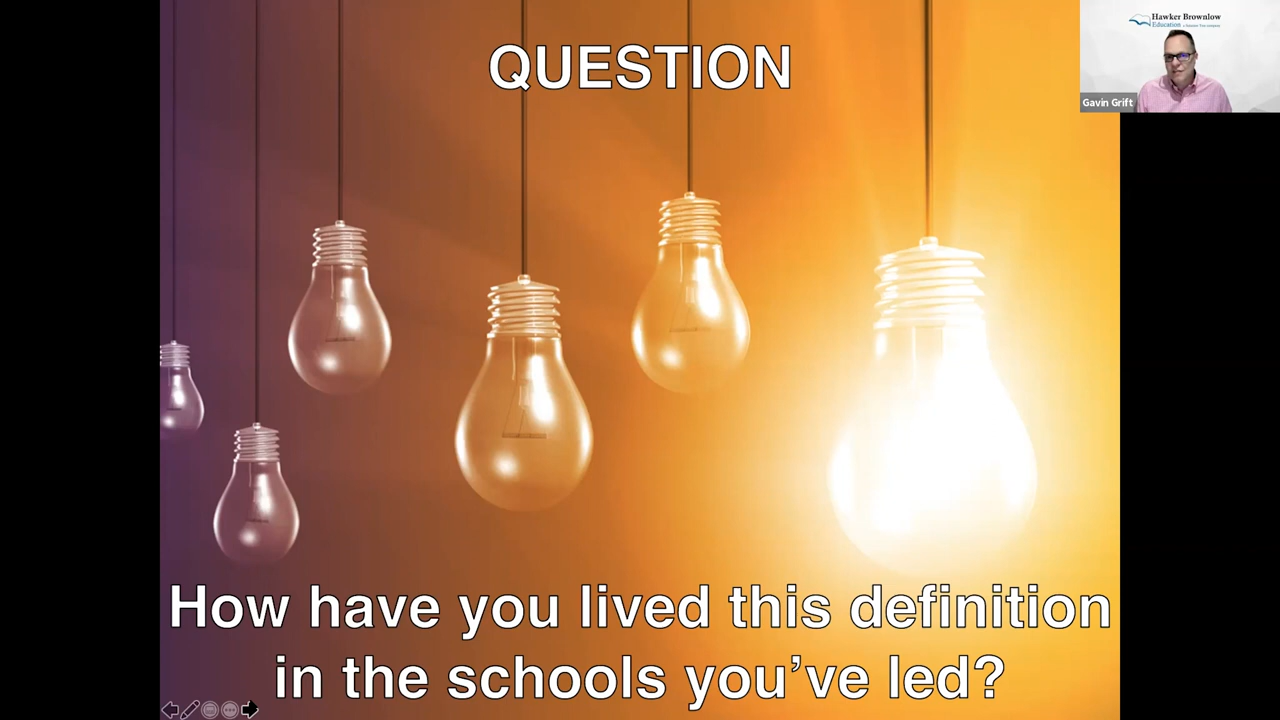 QUESTION
Hawker Brownlow
Education
Gavin Grift
How have you lived this definition
in the schools you’ve led?